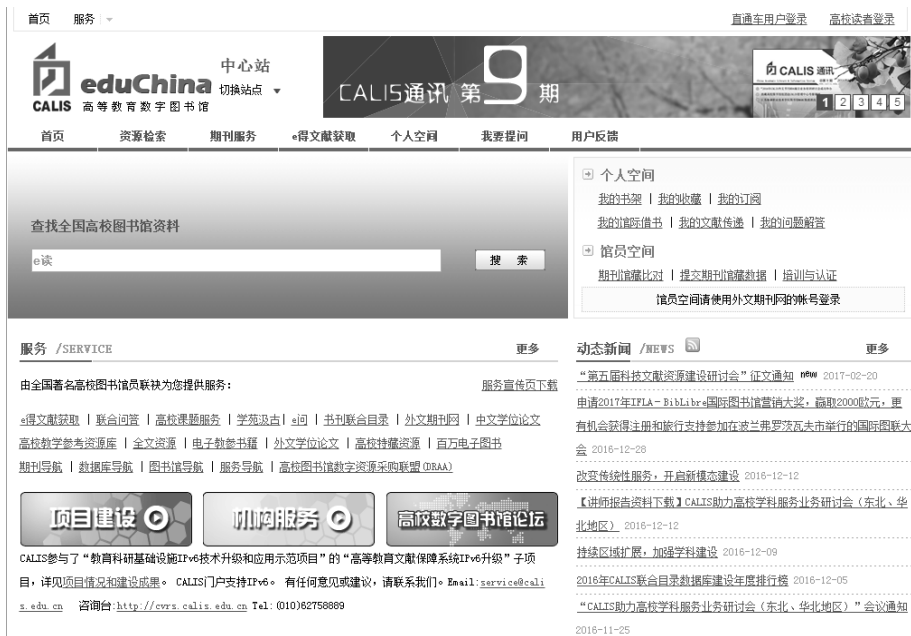 首页 服务
直通车用户登录 高校读者登录
CALIS
eduChina 中心站
高等教育数字图书馆 切换站点
CALIS通讯 第9期
CALIS 通讯
1 2 3 4 5
首页 资源检索 期刊服务 e得文献获取 个人空间 我要提问 用户反馈
查找全国高校图书馆资料
e读
搜 索
个人空间
我的书架 | 我的收藏 | 我的订阅
我的馆际借书 | 我的文献传递 | 我的问题解答
馆员空间
期刊馆藏比对 | 提交期刊馆藏数据 | 培训与认证
馆员空间请使用外文期刊网的帐号登录
服务 /SERVICE 更多
由全国著名高校图书馆员联袂为您提供服务: 服务宣传页下载
e得文献获取 | 联合问答 | 高校课题服务 | 学苑汲古| e问 | 书刊联合目录 | 外文期刊网 | 中文学位论文
高校教学参考资源库 | 全文资源 | 电子教参书籍 | 外文学位论文 | 高校特藏资源 | 百万电子图书
期刊导航 | 数据库导航 | 图书馆导航 | 服务导航 | 高校图书馆数字资源采购联盟(DRAA)
项目建设 机构服务 高校数字图书馆论坛
CALIS参与了“教育科研基础设施IPv6技术升级和应用示范项目”的“高等教育文献保障系统IPv6升级”子项
目，详见项目情况和建设成果。 CALIS门户支持IPv6。 有任何意见或建议，请联系我们。Email:service@cali
s.edu.cn 咨询台:http://cvrs.calis.edu.cn Tel:(010)62758889
动态新闻 /NEWS 更多
“第五届科技文献资源建设研讨会”征文通知 new 2017-02-20
申请2017年IFLA-BibLibre国际图书馆营销大奖，赢取2000欧元，更
有机会获得注册和旅行支持参加在波兰弗罗茨瓦夫市举行的国际图联大
会 2016-12-28
改变传统性服务，开启新模态建设 2016-12-12
【讲师报告资料下载】CALIS助力高校学科服务业务研讨会（东北、华
北地区） 2016-12-12
持续区域扩展，加强学科建设 2016-12-09
2016年CALIS联合目录数据库建设年度排行榜 2016-12-05
“CALIS助力高校学科服务业务研讨会（东北、华北地区）”会议通知
2016-11-25